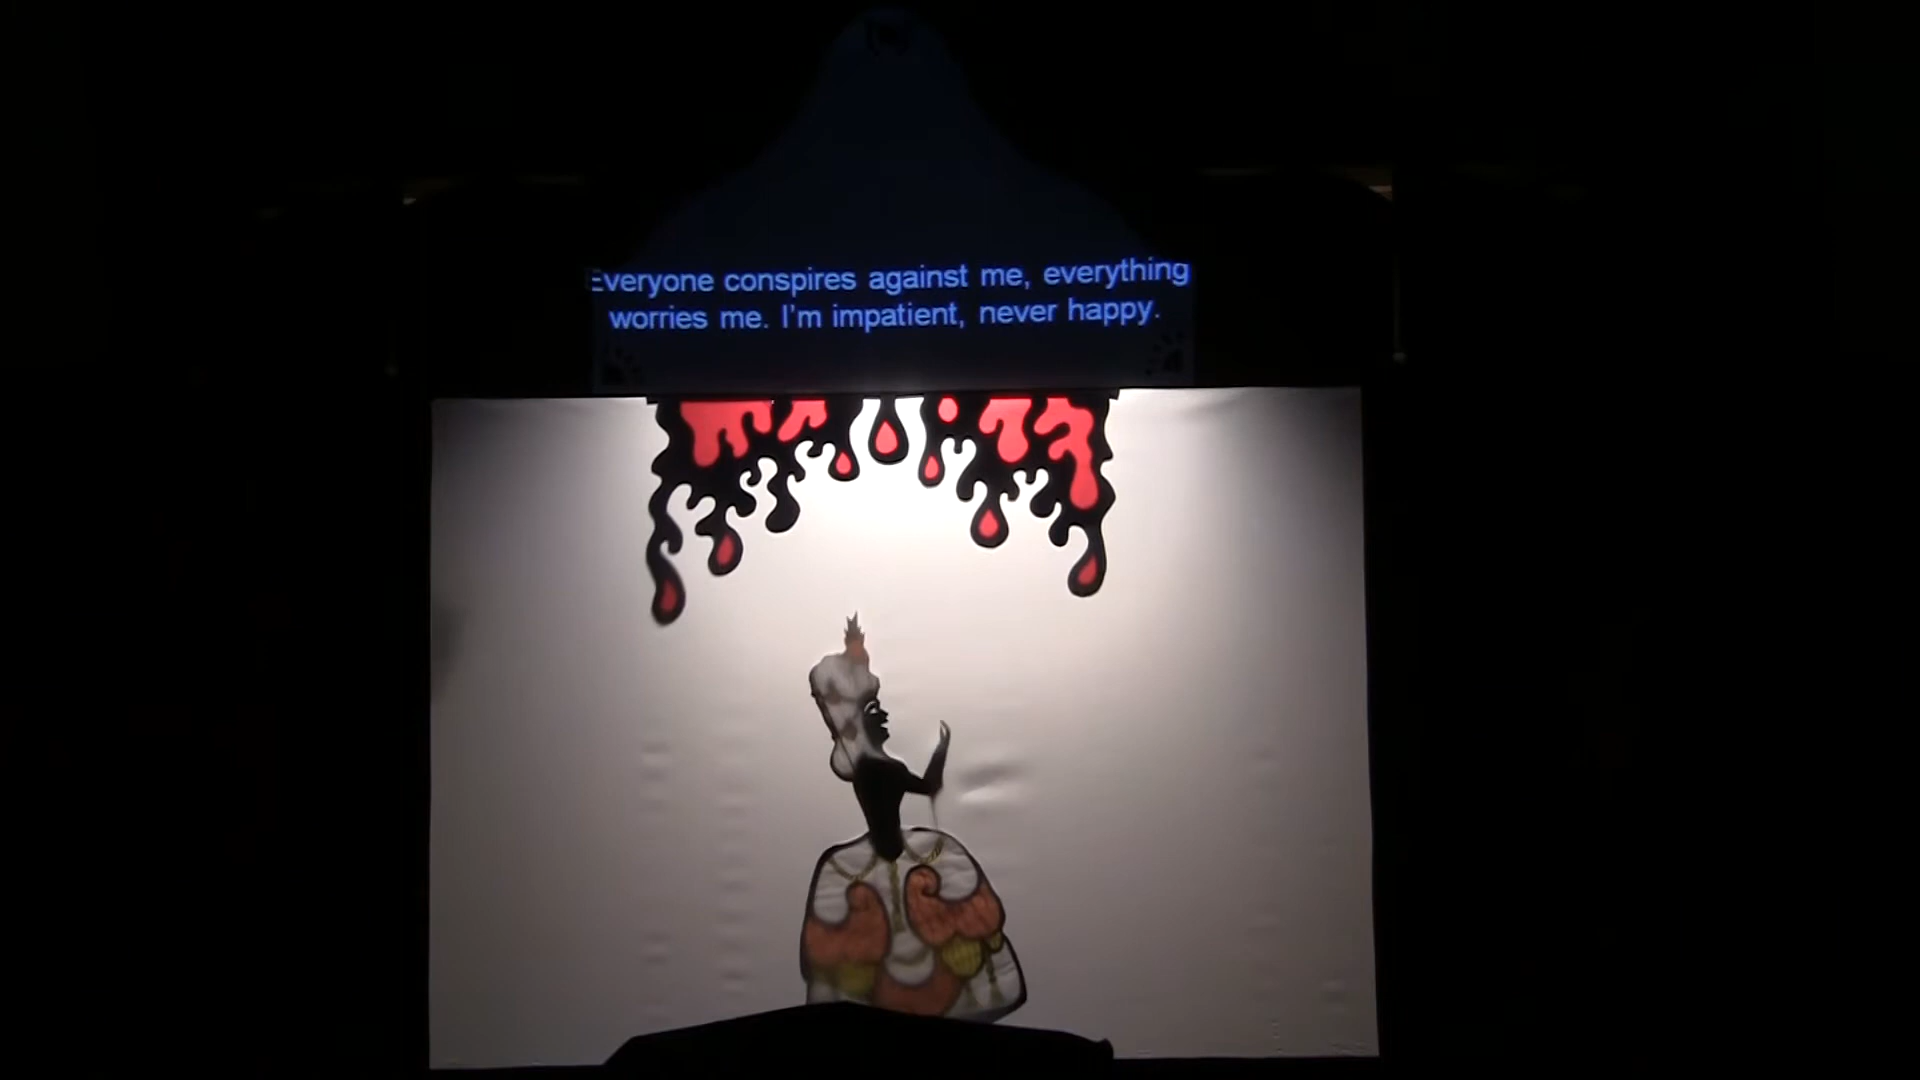 Everyone conspires against me, everything
worries me. I'm impatient, never happy.